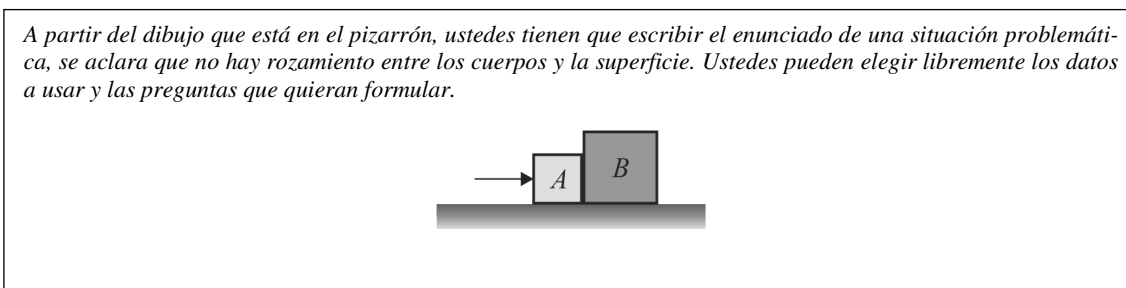 A partir del dibujo que está en el pizarrón, ustedes tienen que escribir el enunciado de una situación problemáti-
ca, se aclara que no hay rozamiento entre los cuerpos y la superficie. Ustedes pueden elegir libremente los datos
a usar y las preguntas que quieran formular.
A B